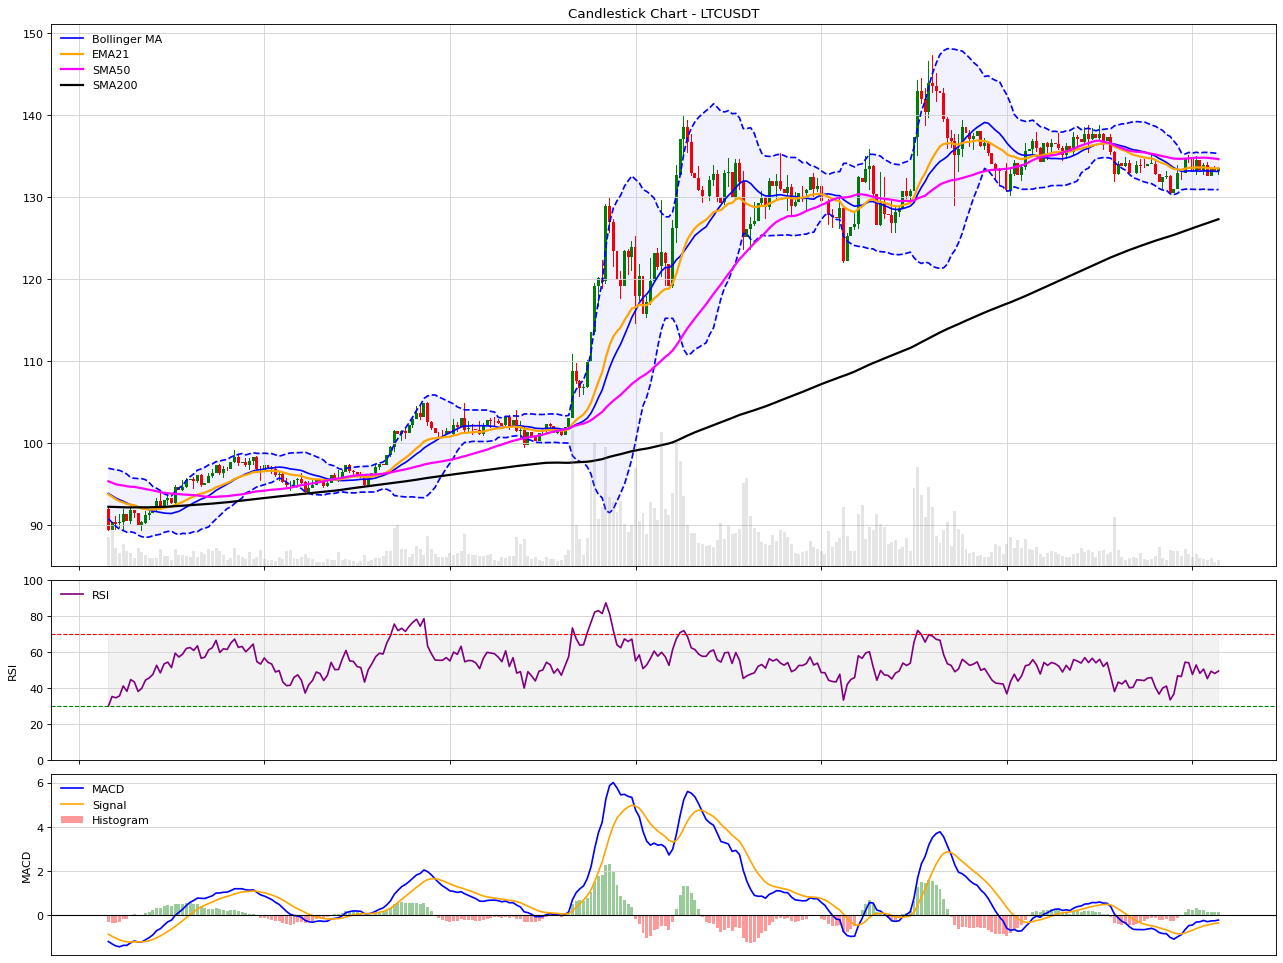 Candlestick Chart - LTCUSDT
Bollinger MA
EMA21
SMA50
SMA200
150
140
130
120
110
100
90
RSI
100
80
60
40
20
0
RSI
MACD
Signal
Histogram
6
4
2
0
MACD